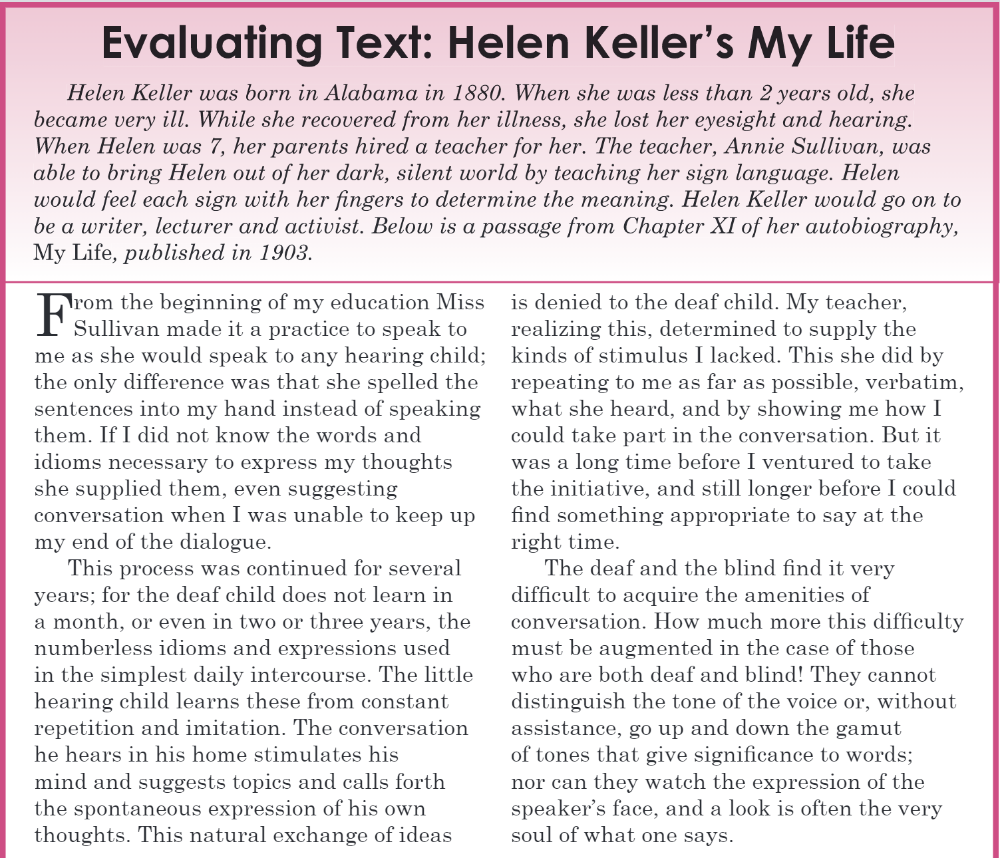 Evaluating Text: Helen Keller’s My Life
Helen Keller was born in Alabama in 1880. When she was less than 2 years old, she
became very ill. While she recovered from her illness, she lost her eyesight and hearing.
When Helen was 7, her parents hired a teacher for her. The teacher, Annie Sullivan, was
able to bring Helen out of her dark, silent world by teaching her sign language. Helen
would feel each sign with her fingers to determine the meaning. Helen Keller would go on to
be a writer, lecturer and activist. Below is a passage from Chapter XI of her autobiography,
My Life, published in 1903.
From the beginning of my education Miss
Sullivan made it a practice to speak to
me as she would speak to any hearing child;
the only difference was that she spelled the
sentences into my hand instead of speaking
them. If I did not know the words and
idioms necessary to express my thoughts
she supplied them, even suggesting
conversation when I was unable to keep up
my end of the dialogue.
This process was continued for several
years; for the deaf child does not learn in
a month, or even in two or three years, the
numberless idioms and expressions used
in the simplest daily intercourse. The little
hearing child learns these from constant
repetition and imitation. The conversation
he hears in his home stimulates his
mind and suggests topics and calls forth
the spontaneous expression of his own
thoughts. This natural exchange of ideas
is denied to the deaf child. My teacher,
realizing this, determined to supply the
kinds of stimulus I lacked. This she did by
repeating to me as far as possible, verbatim,
what she heard, and by showing me how I
could take part in the conversation. But it
was a long time before I ventured to take
the initiative, and still longer before I could
find something appropriate to say at the
right time.
The deaf and the blind find it very
difficult to acquire the amenities of
conversation. How much more this difficulty
must be augmented in the case of those
who are both deaf and blind! They cannot
distinguish the tone of the voice or, without
assistance, go up and down the gamut
of tones that give significance to words;
nor can they watch the expression of the
speaker’s face, and a look is often the very
soul of what one says.